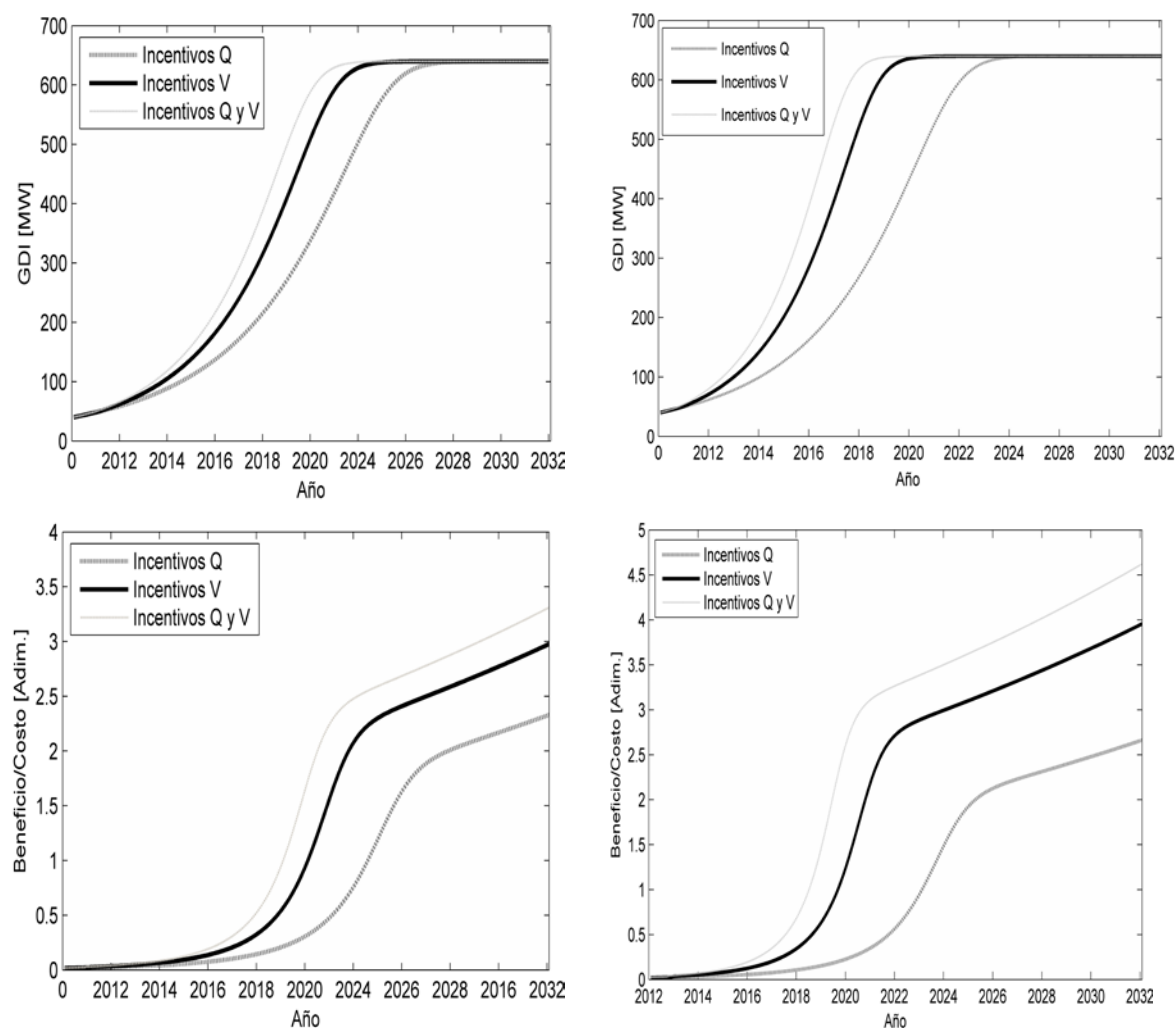 700
600
500
400
300
200
100
0
GDI [MW]
Incentivos Q
Incentivos V
Incentivos Q y V
0 2012 2014 2016 2018 2020 2024 2026 2028 2030 2032
Año
700
600
500
400
300
200
100
0
GDI [MW]
Incentivos Q
Incentivos V
Incentivos Q y V
0 2012 2014 2016 2018 2020 2022 2026 2028 2030 2032
Año
4
3.5
3
2.5
2
1.5
1
0.5
0
Beneficio/Costo [Adim.]
Incentivos Q
Incentivos V
Incentivos Q y V
0 2012 2014 2016 2018 2020 2024 2026 2028 2016 2032
Año
5
4.5
4
3.5
3
2.5
2
1.5
1
0.5
0
Beneficio/Costo [Adim.]
Incentivos Q
Incentivos V
Incentivos Q y V
2012 2014 2016 2018 2020 2022 2024 2026 2028 2030 2032
Año